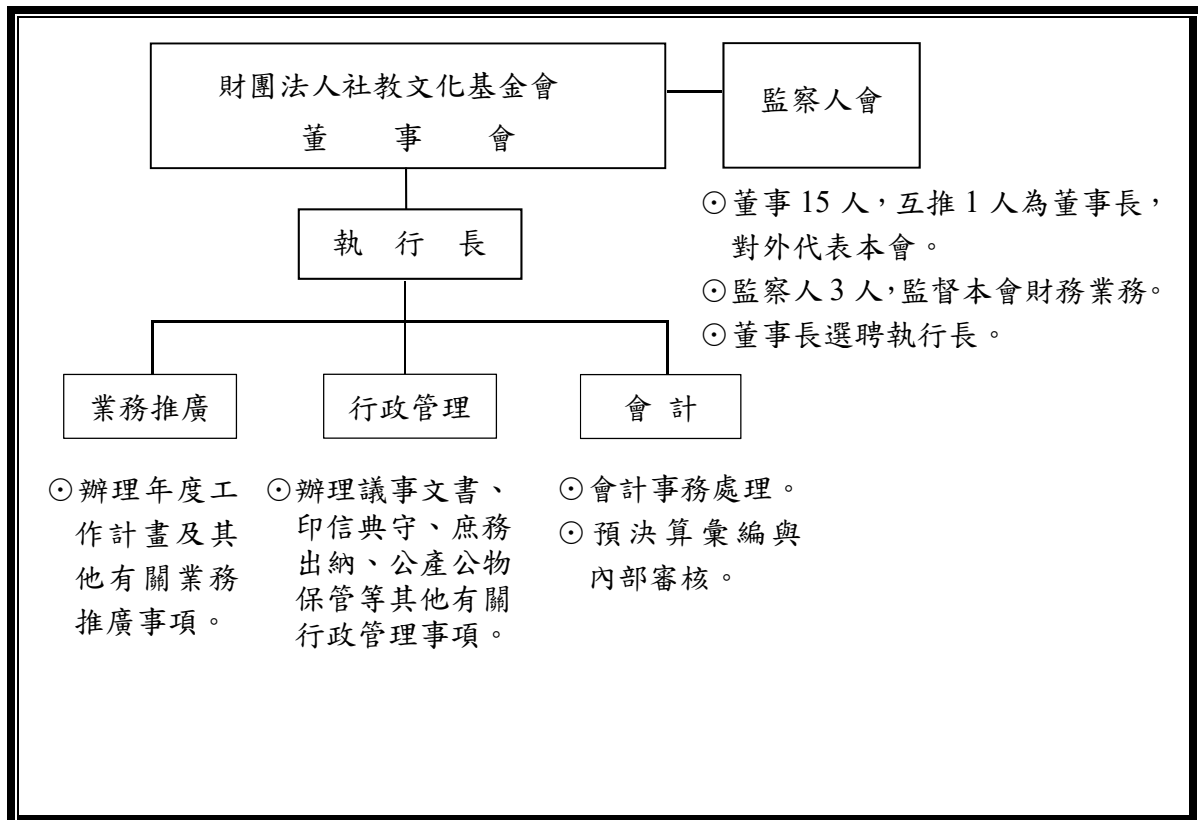 財團法人社教文化基金會
董事會
監察人會
⊙董事15人，互推1人為董事長，
對外代表本會。
⊙監察人3人，監督本會財務業務。
⊙董事長選聘執行長。
執行長
業務推廣
行政管理
會計
⊙辦理年度工
作計畫及其
他有關業務
推廣事項。
⊙辦理議事文書、
印信典守、庶務
出納、公產公物
保管等其他有關
行政管理事項。
⊙會計事務處理。
⊙預決算彙編與
內部審核。